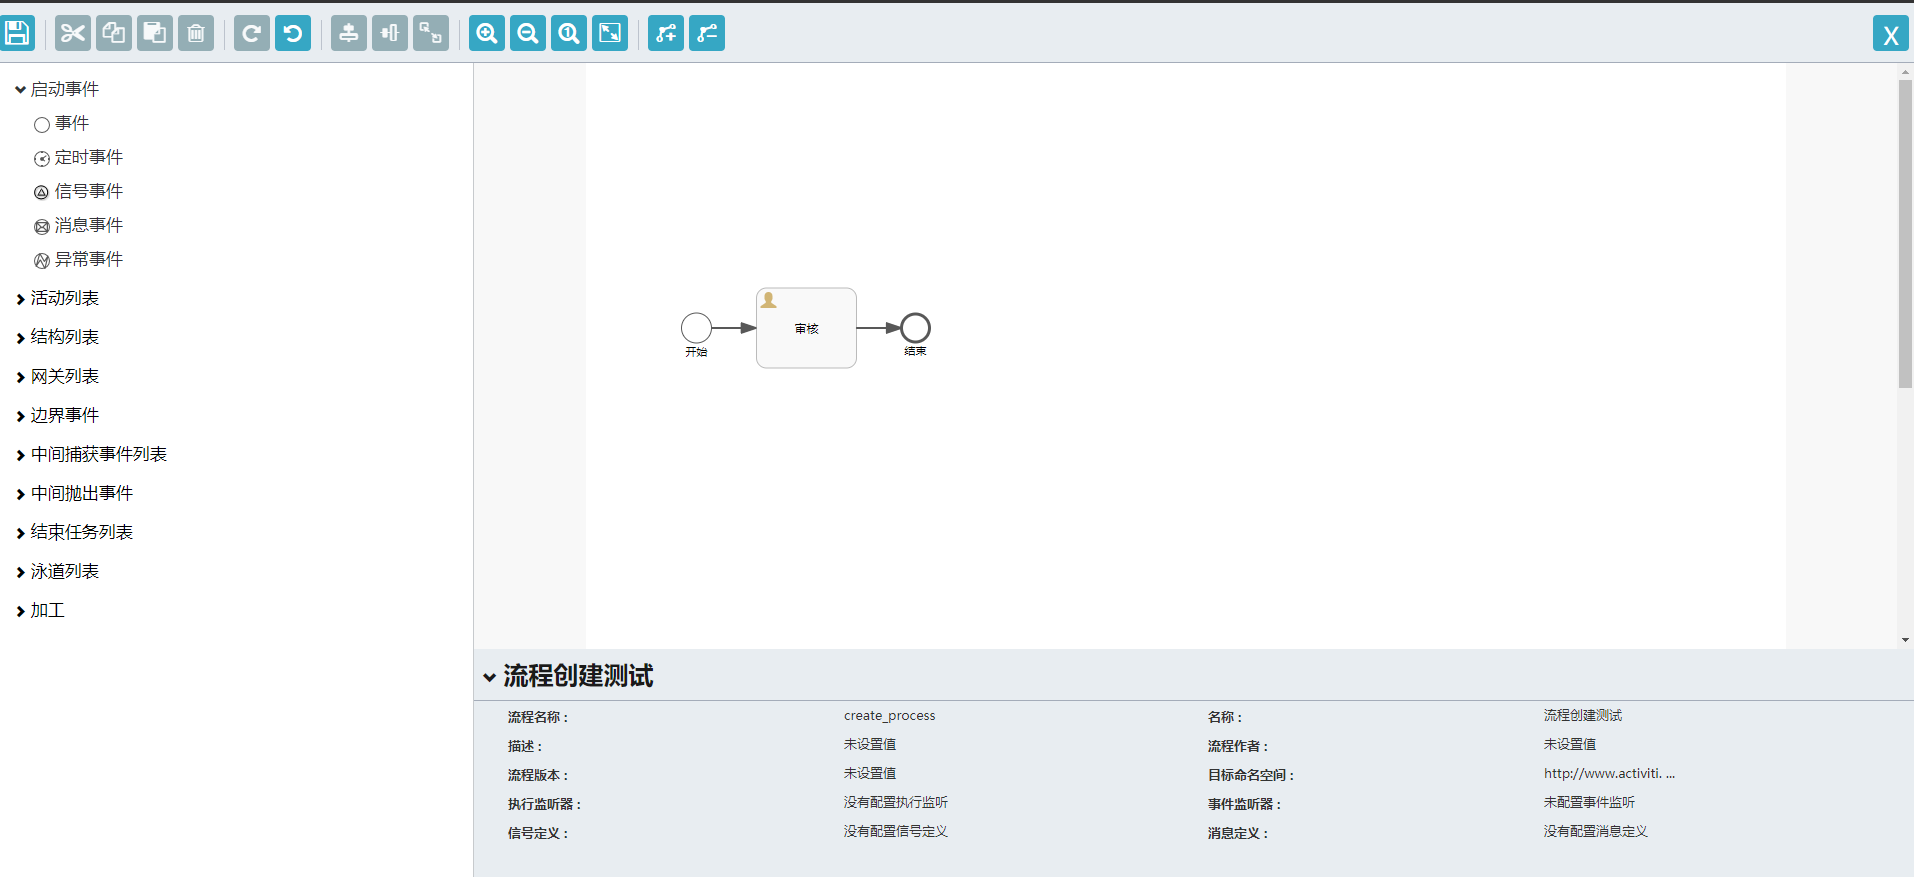 X
启动事件
事件
定时事件
信号事件
消息事件
异常事件
活动列表
结构列表
网关列表
边界事件
中间捕获事件列表
中间抛出事件
结束任务列表
泳道列表
加工
审核
开始
结束
流程创建测试
流程名称： create_process 名称： 流程创建测试
描述： 未设置值 流程作者： 未设置值
流程版本： 未设置值 目标命名空间： http://www.activiti. ...
执行监听器： 没有配置执行监听 事件监听器： 未配置事件监听
信号定义： 没有配置信号定义 消息定义： 没有配置消息定义